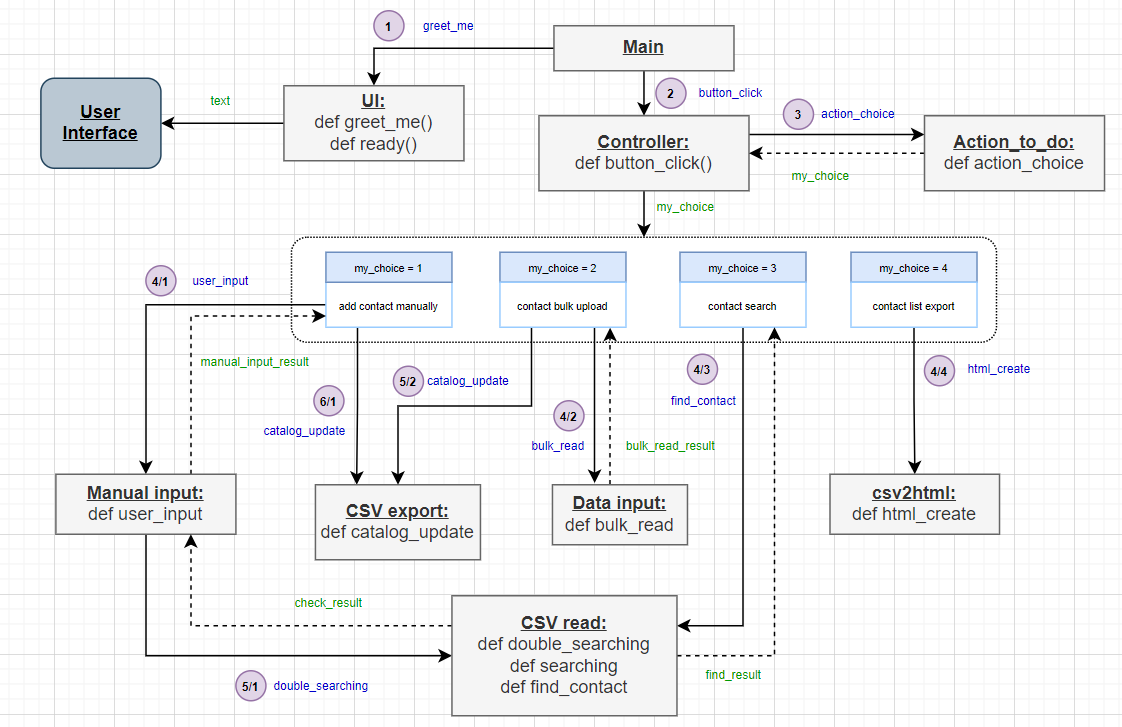 1
greet_me
Main
2
button_click
UI:
def greet_me()
def ready()
text
User
Interface
3
action_choice
Controller:
def button_click()
Action_to_do:
def action_choice
my_choice
my_choice
my_choice = 1
add contact manually
my_choice = 2
contact bulk upload
my_choice = 3
contact search
my_choice = 4
contact list export
4/1
user_input
manual_input_result
6/1
catalog_update
5/2
catalog_update
4/2
bulk_read
bulk_read_result
4/3
find_contact
4/4
html_create
Manual input:
def user_input
CSV export:
def catalog_update
Data input:
def bulk_read
csv2html:
def html_create
check_result
CSV read:
def double_searching
def searching
def find_contact
find_result
5/1
double_searching